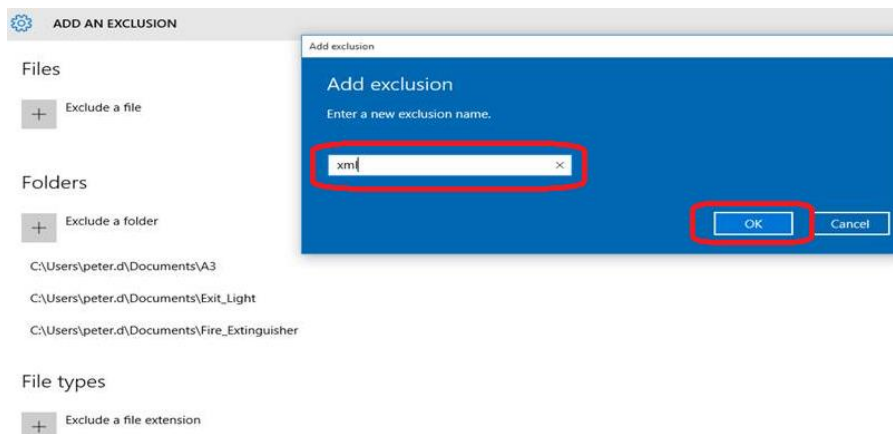 ADD AN EXCLUSION
Files
Exclude a file
Folders
Exclude a folder
C:\Users\peter.d\Documents\A3
C:\Users\peter.d\Documents\Exit_Light
C:\Users\peter.d\Documents\Fire_Extinguisher
File types
Exclude a file extension
Add exclusion
Add exclusion
Enter a new exclusion name.
xml
OK
Cancel